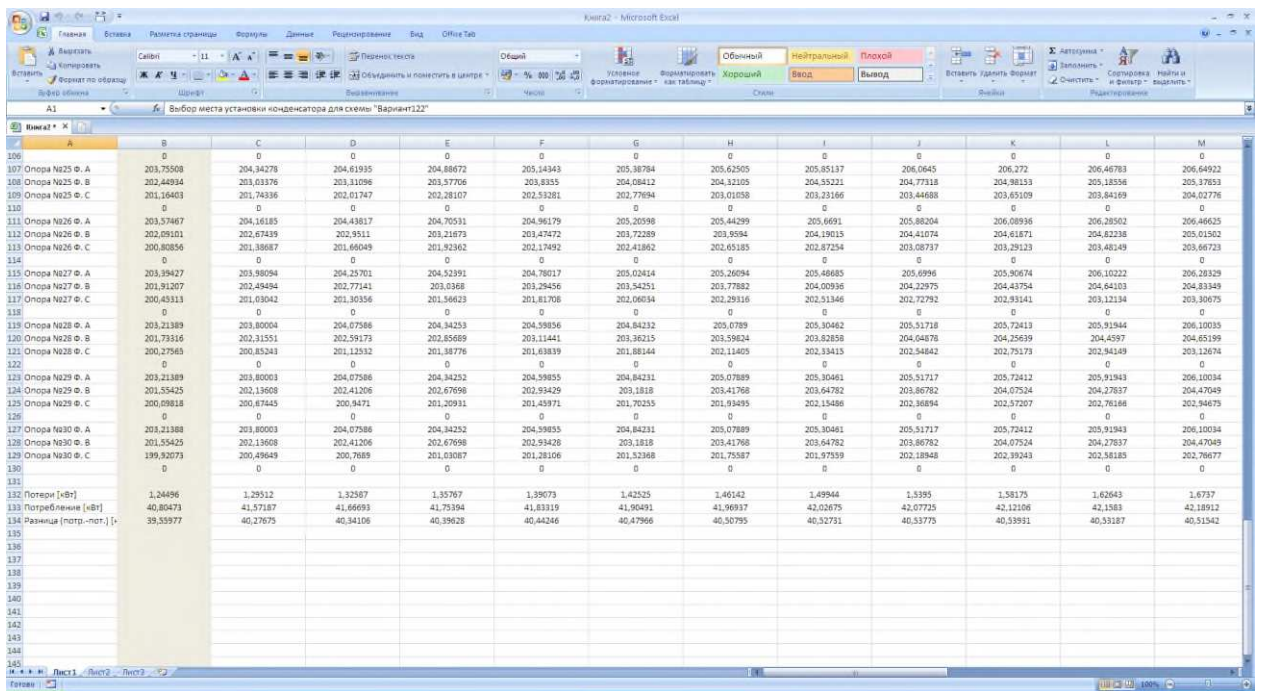 Книга2 - Microsoft Excel
Главная Вставка Разметка страницы Формулы Данные Рецензирование Вид Office Tab
Вставить Вырезать Копировать Формат по образцу
Calibri 11 Ж К Ч
Перенос текста Объединить и поместить в центре
Общий % 000
Условное форматирование Форматировать как таблицу
Обычный Нейтральный Плохой
Хороший Ввод Вывод
Вставить Удалить Формат
Σ Автосумма Заполнить Очистить Сортировка и фильтр Найти и выделить
Буфер обмена Шрифт Выравнивание Число Стили Ячейки Редактирование
A1 fx Выбор места установки конденсатора для схемы "Вариант122"
Книга2 *
A B C D E F G H I J K L M
106 0 0 0 0 0 0 0 0 0 0 0 0
107 Опора №25 Ф. А 203,75508 204,34278 204,61935 204,88672 205,14343 205,38784 205,62505 205,85137 206,0645 206,272 206,46783 206,64922
108 Опора №25 Ф. В 202,44934 203,03376 203,31096 203,57706 203,8355 204,08412 204,32105 204,55221 204,77318 204,98153 205,18556 205,37853
109 Опора №25 Ф. С 201,16403 201,74336 202,01747 202,28107 202,53281 202,77694 203,01058 203,23166 203,44688 203,65109 203,84169 204,02776
110 0 0 0 0 0 0 0 0 0 0 0 0
111 Опора №26 Ф. А 203,57467 204,16185 204,43817 204,70531 204,96179 205,20598 205,44299 205,6691 205,88204 206,08936 206,28502 206,46625
112 Опора №26 Ф. В 202,09101 202,67439 202,9511 203,21673 203,47472 203,72289 203,9594 204,19015 204,41074 204,61871 204,82238 205,01502
113 Опора №26 Ф. С 200,80856 201,38687 201,66049 201,92362 202,17492 202,41862 202,65185 202,87254 203,08737 203,29123 203,48149 203,66723
114 0 0 0 0 0 0 0 0 0 0 0 0
115 Опора №27 Ф. А 203,39427 203,98094 204,25701 204,52391 204,78017 205,02414 205,26094 205,48685 205,6996 205,90674 206,10222 206,28329
116 Опора №27 Ф. В 201,91207 202,49494 202,77141 203,0368 203,29456 203,54251 203,77882 204,00936 204,22975 204,43754 204,64103 204,83349
117 Опора №27 Ф. С 200,45313 201,03042 201,30356 201,56623 201,81708 202,06034 202,29316 202,51346 202,72792 202,93141 203,12134 203,30675
118 0 0 0 0 0 0 0 0 0 0 0 0
119 Опора №28 Ф. А 203,21389 203,80004 204,07586 204,34253 204,59856 204,84232 205,0789 205,30462 205,51718 205,72413 205,91944 206,10035
120 Опора №28 Ф. В 201,73316 202,31551 202,59173 202,85689 203,11441 203,36215 203,59824 203,82858 204,04878 204,25639 204,4597 204,65199
121 Опора №28 Ф. С 200,27565 200,85243 201,12532 201,38776 201,63839 201,88144 202,11405 202,33415 202,54842 202,75173 202,94149 203,12674
122 0 0 0 0 0 0 0 0 0 0 0 0
123 Опора №29 Ф. А 203,21389 203,80003 204,07586 204,34252 204,59855 204,84231 205,07889 205,30461 205,51717 205,72412 205,91943 206,10034
124 Опора №29 Ф. В 201,55425 202,13608 202,41206 202,67698 202,93429 203,1818 203,41768 203,64782 203,86782 204,07524 204,27837 204,47049
125 Опора №29 Ф. С 200,09818 200,67445 200,9471 201,20931 201,45971 201,70255 201,93495 202,15486 202,36894 202,57207 202,76166 202,94675
126 0 0 0 0 0 0 0 0 0 0 0 0
127 Опора №30 Ф. А 203,21388 203,80003 204,07586 204,34252 204,59855 204,84231 205,07889 205,30461 205,51717 205,72412 205,91943 206,10034
128 Опора №30 Ф. В 201,55425 202,13608 202,41206 202,67698 202,93428 203,1818 203,41768 203,64782 203,86782 204,07524 204,27837 204,47049
129 Опора №30 Ф. С 199,92073 200,49649 200,7689 201,03087 201,28106 201,52368 201,75587 201,97559 202,18948 202,39243 202,58185 202,76677
130 0 0 0 0 0 0 0 0 0 0 0 0
131
132 Потери [кВт] 1,24496 1,29512 1,32587 1,35767 1,39073 1,42525 1,46142 1,49944 1,5395 1,58175 1,62643 1,6737
133 Потребление [кВт] 40,80473 41,57187 41,66693 41,75394 41,83319 41,90491 41,96937 42,02675 42,07725 42,12106 42,1583 42,18912
134 Разница (потр.-пот.) [к 39,55977 40,27675 40,34106 40,39628 40,44246 40,47966 40,50795 40,52731 40,53775 40,53931 40,53187 40,51542
135
136
137
138
139
140
141
142
143
144
145
Лист1 Лист2 Лист3
Готово 100%